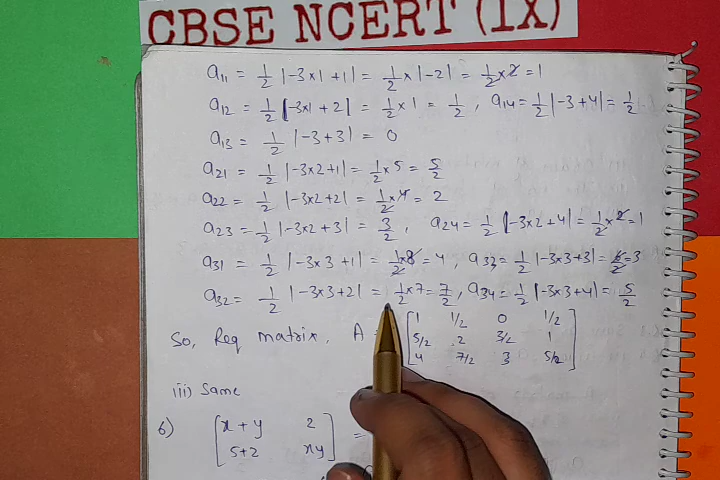 CBSE NCERT (IX)
a11 = 1/2 |-3×1+1| = 1/2 × |-2| = 1/2 × 2 = 1
a12 = 1/2 |-3×1+2| = 1/2 × 1 = 1/2 , a14 = 1/2 |-3+4| = 1/2
a13 = 1/2 |-3+3| = 0
a21 = 1/2 |-3×2+1| = 1/2 × 5 = 5/2
a22 = 1/2 |-3×2+2| = 1/2 × 4 = 2
a23 = 1/2 |-3×2+3| = 3/2 , a24 = 1/2 |-3×2+4| = 1/2 × 2 = 1
a31 = 1/2 |-3×3+1| = 1/2 × 8 = 4 , a33 = 1/2 |-3×3+3| = 6/2 = 3
a32 = 1/2 |-3×3+2| = 1/2 × 7 = 7/2 , a34 = 1/2 |-3×3+4| = 5/2
So, Req matrix, A = [1 1/2 0 1/2
5/2 2 3/2 1
4 7/2 3 5/2]
iii) Same
6) [x+y 2
5+z xy] =